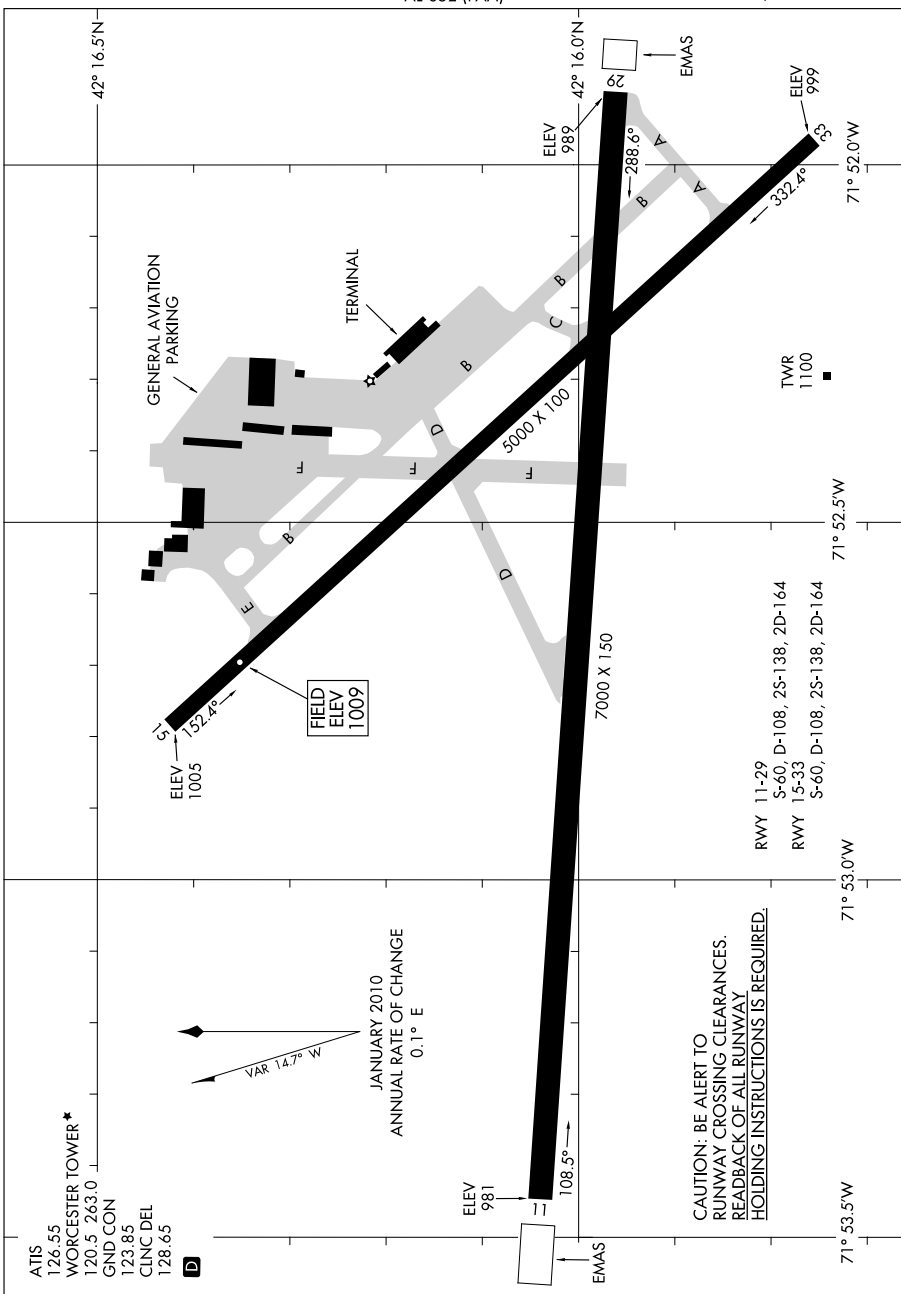 AL-652 (FAA)
ATIS
126.55
WORCESTER TOWER ★
120.5 263.0
GND CON
123.85
CLNC DEL
128.65
D
VAR 14.7° W
JANUARY 2010
ANNUAL RATE OF CHANGE
0.1° E
GENERAL AVIATION
PARKING
TERMINAL
42° 16.5'N
42° 16.0'N
15
152.4°
ELEV
1005
FIELD
ELEV
1009
E
B
F
F
F
D
D
B
C
B
B
A
A
5000 X 100
7000 X 150
ELEV
981
11
108.5°
EMAS
ELEV
989
29
288.6°
EMAS
ELEV
999
33
332.4°
TWR
1100
RWY 11-29
S-60, D-108, 2S-138, 2D-164
RWY 15-33
S-60, D-108, 2S-138, 2D-164
CAUTION: BE ALERT TO
RUNWAY CROSSING CLEARANCES.
READBACK OF ALL RUNWAY
HOLDING INSTRUCTIONS IS REQUIRED.
71° 53.5'W
71° 53.0'W
71° 52.5'W
71° 52.0'W